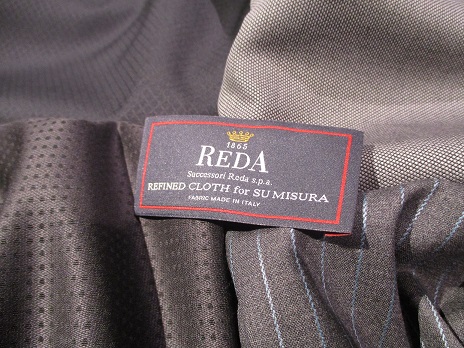 1865
REDA
Successori Reda s.p.a.
REFINED CLOTH for SU MISURA
FABRIC MADE IN ITALY